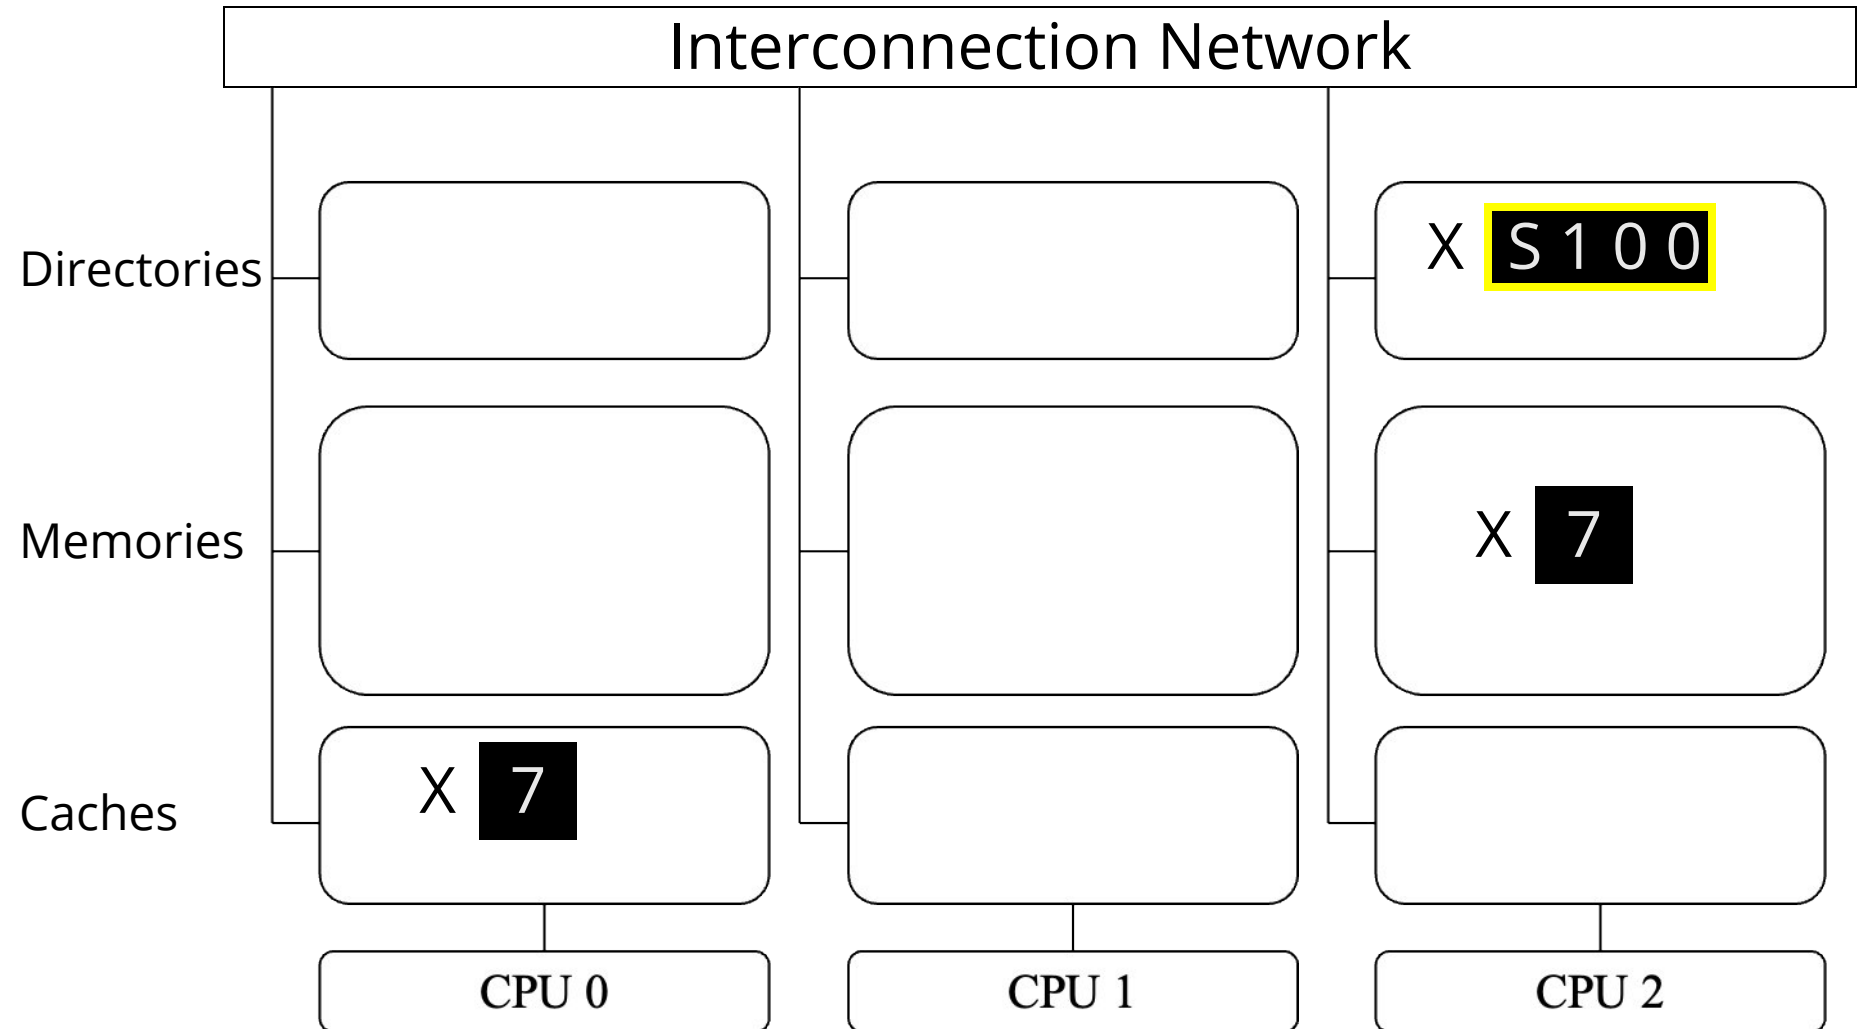 Interconnection Network
Directories
X S 1 0 0
Memories
X 7
Caches
X 7
CPU 0
CPU 1
CPU 2